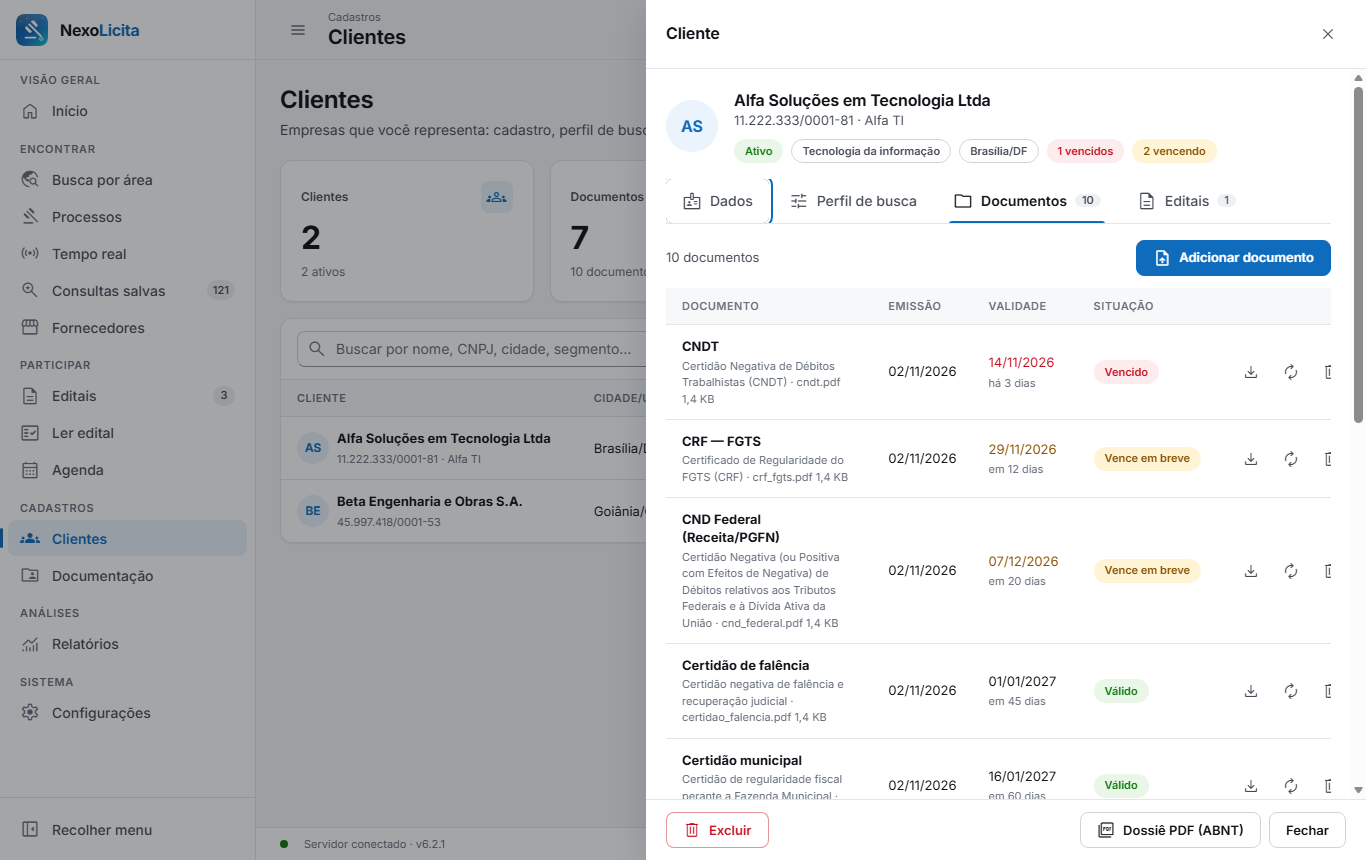 NexoLicita
VISÃO GERAL
Início
ENCONTRAR
Busca por área
Processos
Tempo real
Consultas salvas 121
Fornecedores
PARTICIPAR
Editais 3
Ler edital
Agenda
CADASTROS
Clientes
Documentação
ANÁLISES
Relatórios
SISTEMA
Configurações
Recolher menu
Cadastros
Clientes
Clientes
Empresas que você representa: cadastro, perfil de
Clientes
2
2 ativos
Documentos
7
10
Buscar por nome, CNPJ, cidade, segmento...
CLIENTE CIDADE/
AS Alfa Soluções em Tecnologia Ltda Brasília/
11.222.333/0001-81 · Alfa TI
BE Beta Engenharia e Obras S.A. Goiânia/
45.997.418/0001-53
Servidor conectado · v6.2.1
Cliente
AS
Alfa Soluções em Tecnologia Ltda
11.222.333/0001-81 · Alfa TI
Ativo Tecnologia da informação Brasília/DF 1 vencidos 2 vencendo
Dados Perfil de busca Documentos 10 Editais 1
10 documentos Adicionar documento
DOCUMENTO EMISSÃO VALIDADE SITUAÇÃO
CNDT
Certidão Negativa de Débitos
Trabalhistas (CNDT) · cndt.pdf
1,4 KB
02/11/2026
14/11/2026
há 3 dias
Vencido
CRF — FGTS
Certificado de Regularidade do
FGTS (CRF) · crf_fgts.pdf 1,4 KB
02/11/2026
29/11/2026
em 12 dias
Vence em breve
CND Federal
(Receita/PGFN)
Certidão Negativa (ou Positiva
com Efeitos de Negativa) de
Débitos relativos aos Tributos
Federais e à Dívida Ativa da
União · cnd_federal.pdf 1,4 KB
02/11/2026
07/12/2026
em 20 dias
Vence em breve
Certidão de falência
Certidão negativa de falência e
recuperação judicial ·
certidao_falencia.pdf 1,4 KB
02/11/2026
01/01/2027
em 45 dias
Válido
Certidão municipal
Certidão de regularidade fiscal
perante a Fazenda Municipal ·
02/11/2026
16/01/2027
em 60 dias
Válido
Excluir Dossiê PDF (ABNT) Fechar